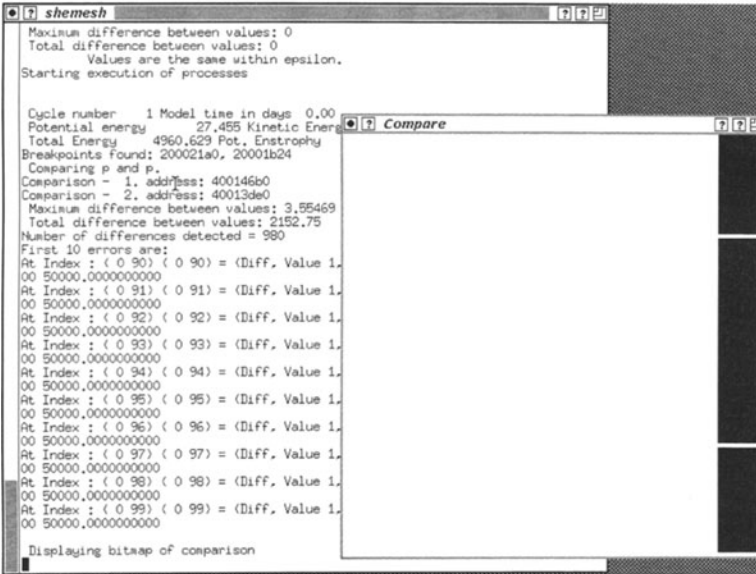 shemesh
Maximum difference between values: 0
Total difference between values: 0
Values are the same within epsilon.
Starting execution of processes
Cycle number 1 Model time in days 0.00
Potential energy 27.455 Kinetic Energ
Total Energy 4960.629 Pot. Enstrophy
Breakpoints found: 200021a0, 20001b24
Comparing p and p.
Comparison - 1. address: 400146b0
Comparison - 2. address: 40013de0
Maximum difference between values: 3.55469
Total difference between values: 2152.75
Number of differences detected = 980
First 10 errors are:
At Index : ( 0 90) ( 0 90) = (Diff, Value 1,
00 50000.0000000000
At Index : ( 0 91) ( 0 91) = (Diff, Value 1,
00 50000.0000000000
At Index : ( 0 92) ( 0 92) = (Diff, Value 1,
00 50000.0000000000
At Index : ( 0 93) ( 0 93) = (Diff, Value 1,
00 50000.0000000000
At Index : ( 0 94) ( 0 94) = (Diff, Value 1,
00 50000.0000000000
At Index : ( 0 95) ( 0 95) = (Diff, Value 1,
00 50000.0000000000
At Index : ( 0 96) ( 0 96) = (Diff, Value 1,
00 50000.0000000000
At Index : ( 0 97) ( 0 97) = (Diff, Value 1,
00 50000.0000000000
At Index : ( 0 98) ( 0 98) = (Diff, Value 1,
00 50000.0000000000
At Index : ( 0 99) ( 0 99) = (Diff, Value 1,
00 50000.0000000000
Displaying bitmap of comparison
Compare